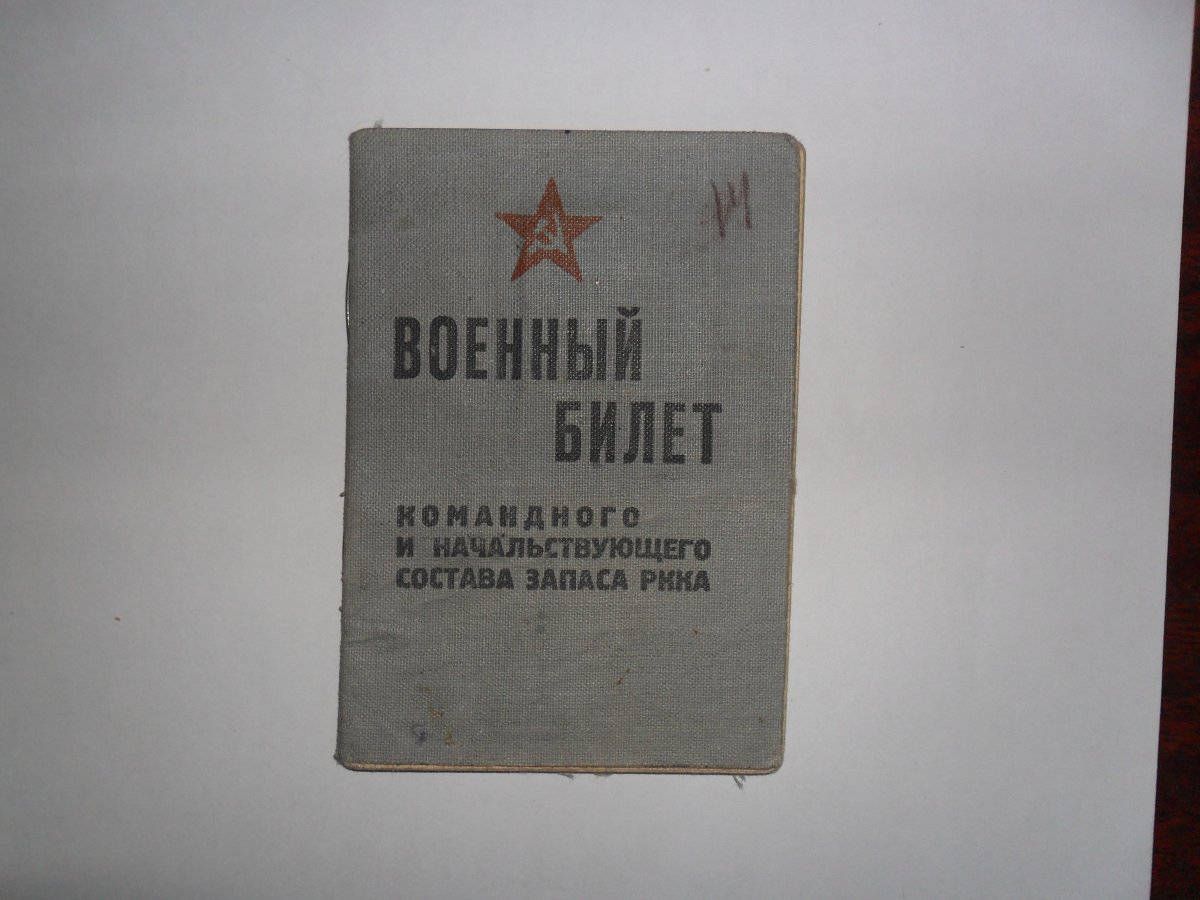 ВОЕННЫЙ
БИЛЕТ
КОМАНДНОГО
И НАЧАЛЬСТВУЮЩЕГО
СОСТАВА ЗАПАСА РККА